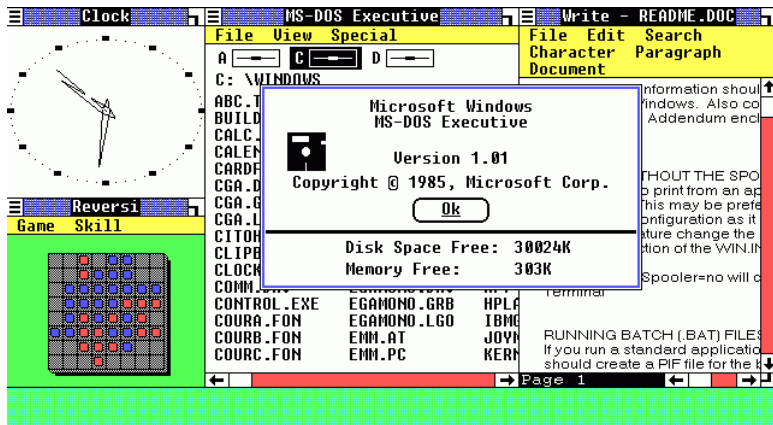 Clock
MS-DOS Executive
File View Special
A C D
C: \WINDOWS
ABC.T
BUILD
CALC.
CALEN
CARDF
CGA.D
CGA.G
CGA.L
CITOH
CLIPB
CLOCK
CONTROL.EXE EGAMONO.GRB HPLA
COURA.FON EGAMONO.LGO IBMG
COURB.FON EMM.AT JOYM
COURC.FON EMM.PC KERN
Microsoft Windows
MS-DOS Executive
Version 1.01
Copyright © 1985, Microsoft Corp.
Ok
Disk Space Free: 30024K
Memory Free: 303K
Write - README.DOC
File Edit Search
Character Paragraph
Document
nformation shoul
Windows. Also co
Addendum encl
THOUT THE SPO
o print from an ap
This may be prefe
onfiguration as it
ature change the
tion of the WIN.IN
Spooler=no will c
Terminal
RUNNING BATCH (.BAT) FILES
If you run a standard applicatio
should create a PIF file for the b
Page 1
Reversi
Game Skill